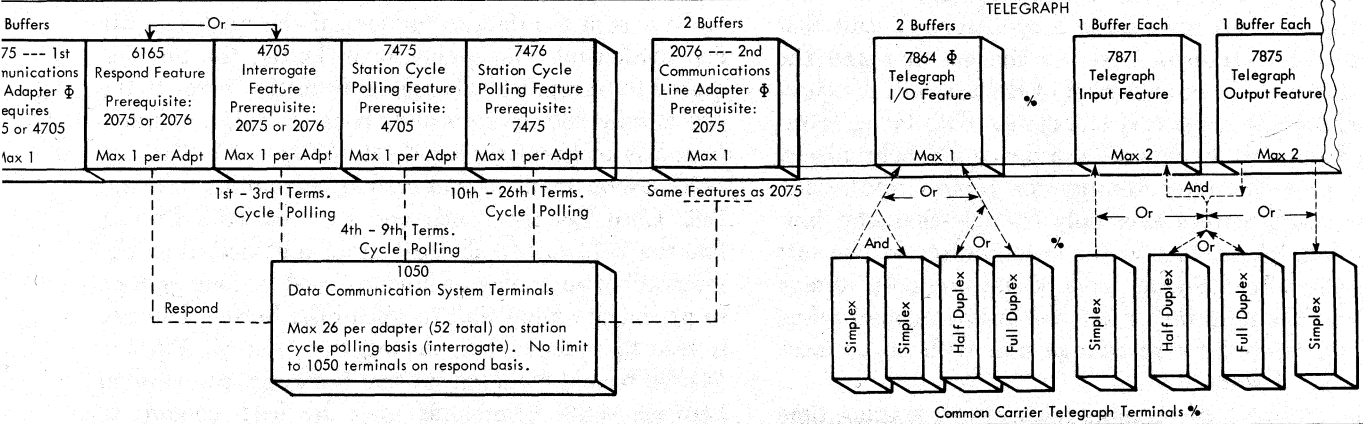 Buffers
75 --- 1st
munications
Adapter Φ
equires
5 or 4705
Max 1
Or
6165
Respond Feature
Prerequisite:
2075 or 2076
Max 1 per Adpt
4705
Interrogate
Feature
Prerequisite:
2075 or 2076
Max 1 per Adpt
7475
Station Cycle
Polling Feature
Prerequisite:
4705
Max 1 per Adpt
7476
Station Cycle
Polling Feature
Prerequisite:
7475
Max 1 per Adpt
2 Buffers
2076 --- 2nd
Communications
Line Adapter Φ
Prerequisite:
2075
Max 1
Same Features as 2075
TELEGRAPH
2 Buffers
7864 Φ
Telegraph
I/O Feature
Max 1
%
1 Buffer Each
7871
Telegraph
Input Feature
Max 2
1 Buffer Each
7875
Telegraph
Output Feature
Max 2
1st - 3rd Terms.
Cycle Polling
4th - 9th Terms.
Cycle Polling
10th - 26th Terms.
Cycle Polling
Respond
1050
Data Communication System Terminals
Max 26 per adapter (52 total) on station
cycle polling basis (interrogate). No limit
to 1050 terminals on respond basis.
Or
And
Or
%
And
Or
Or
Or
Simplex
Simplex
Half Duplex
Full Duplex
Simplex
Half Duplex
Full Duplex
Simplex
Common Carrier Telegraph Terminals %